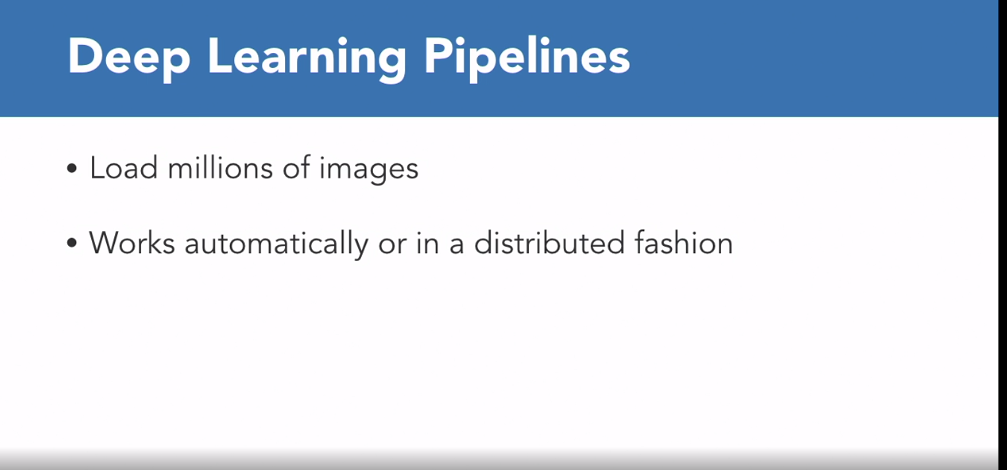 Deep Learning Pipelines
• Load millions of images
• Works automatically or in a distributed fashion